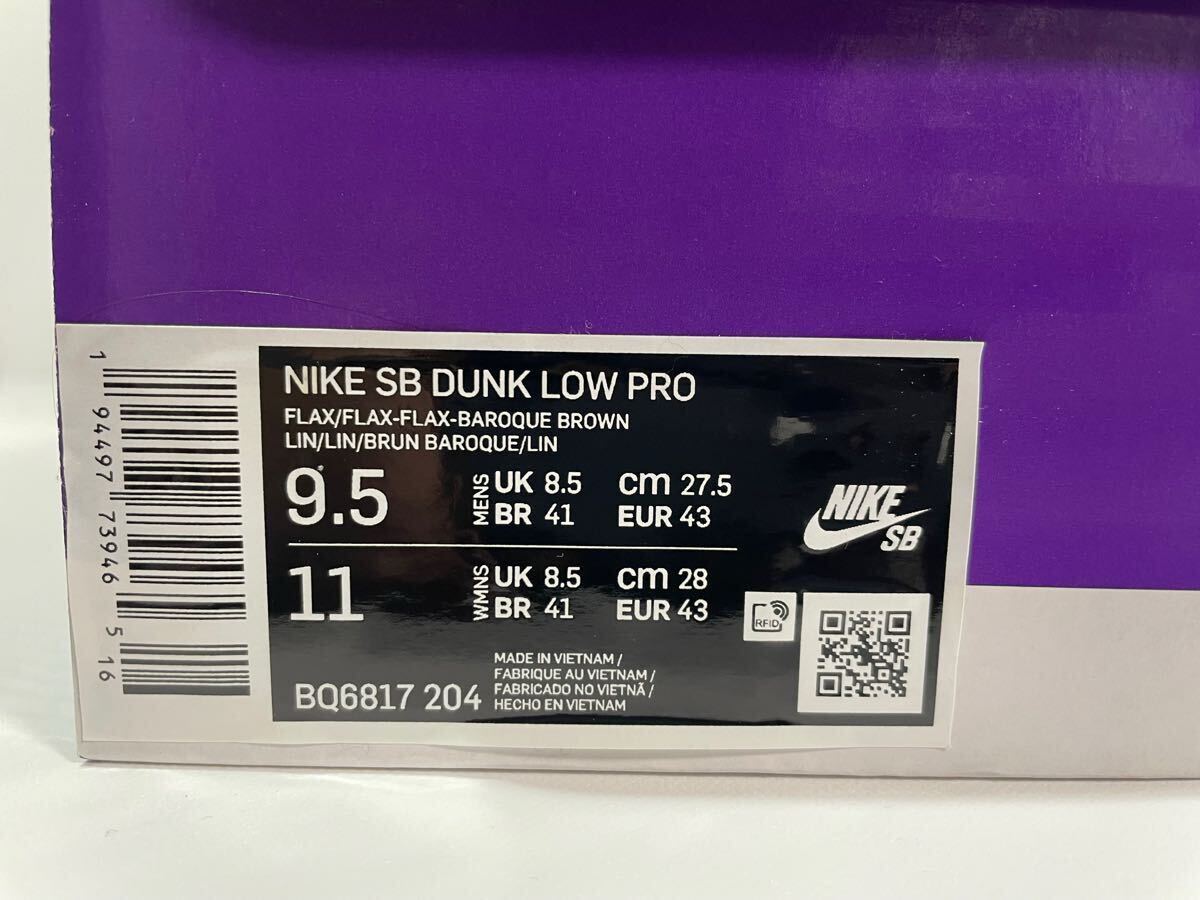 1 94497 73946 5 16
NIKE SB DUNK LOW PRO
FLAX/FLAX-FLAX-BAROQUE BROWN
LIN/LIN/BRUN BAROQUE/LIN
9.5 MENS UK 8.5 cm 27.5
BR 41 EUR 43
NIKE
SB
11 WMNS UK 8.5 cm 28
BR 41 EUR 43
RFID
BQ6817 204
MADE IN VIETNAM /
FABRIQUE AU VIETNAM /
FABRICADO NO VIETNÃ /
HECHO EN VIETNAM